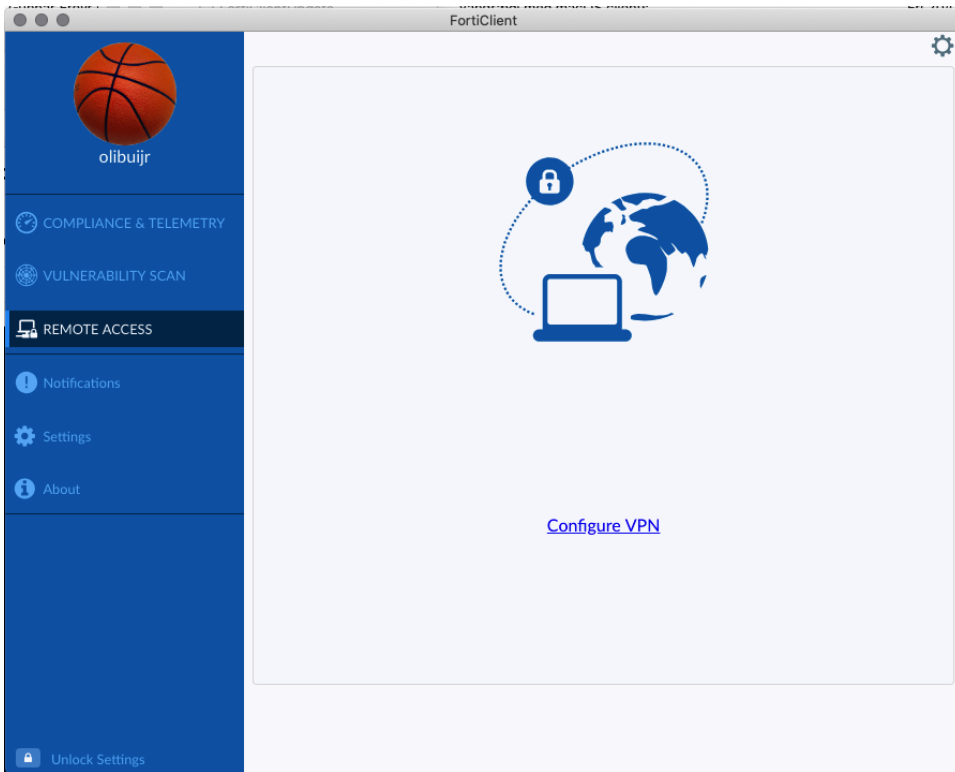 FortiClient
olibuijr
COMPLIANCE & TELEMETRY
VULNERABILITY SCAN
REMOTE ACCESS
Notifications
Settings
About
Configure VPN
Unlock Settings